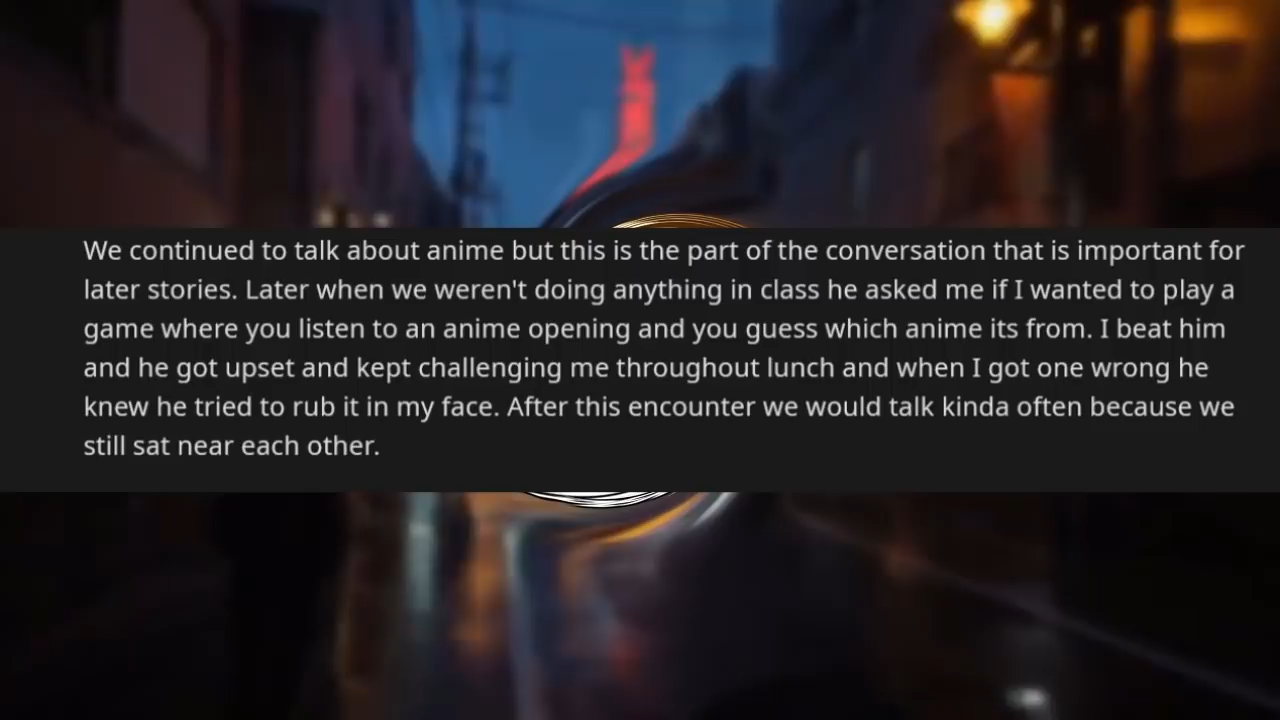 We continued to talk about anime but this is the part of the conversation that is important for
later stories. Later when we weren't doing anything in class he asked me if I wanted to play a
game where you listen to an anime opening and you guess which anime its from. I beat him
and he got upset and kept challenging me throughout lunch and when I got one wrong he
knew he tried to rub it in my face. After this encounter we would talk kinda often because we
still sat near each other.